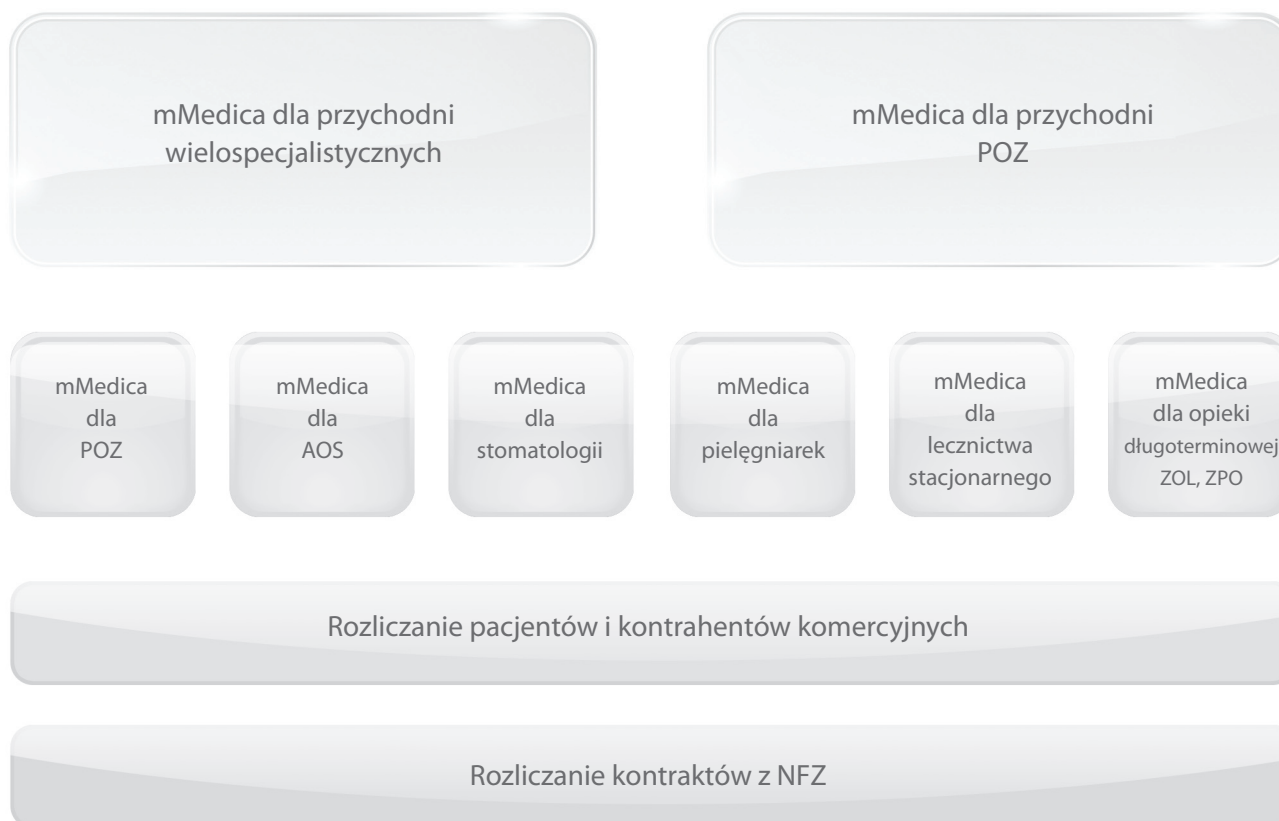 mMedica dla przychodni
wielospecjalistycznych
mMedica dla przychodni
POZ
mMedica
dla
POZ
mMedica
dla
AOS
mMedica
dla
stomatologii
mMedica
dla
pielęgniarek
mMedica
dla
lecznictwa
stacjonarnego
mMedica
dla opieki
długoterminowej
ZOL, ZPO
Rozliczanie pacjentów i kontrahentów komercyjnych
Rozliczanie kontraktów z NFZ